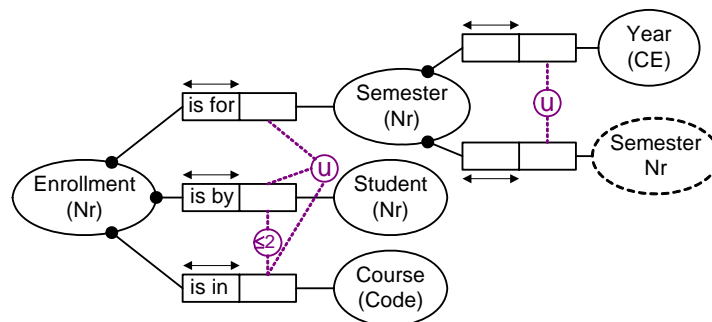 Year
(CE)
is for
Semester
(Nr)
u
Semester
Nr
u
Enrollment
(Nr)
is by
Student
(Nr)
≤2
is in
Course
(Code)